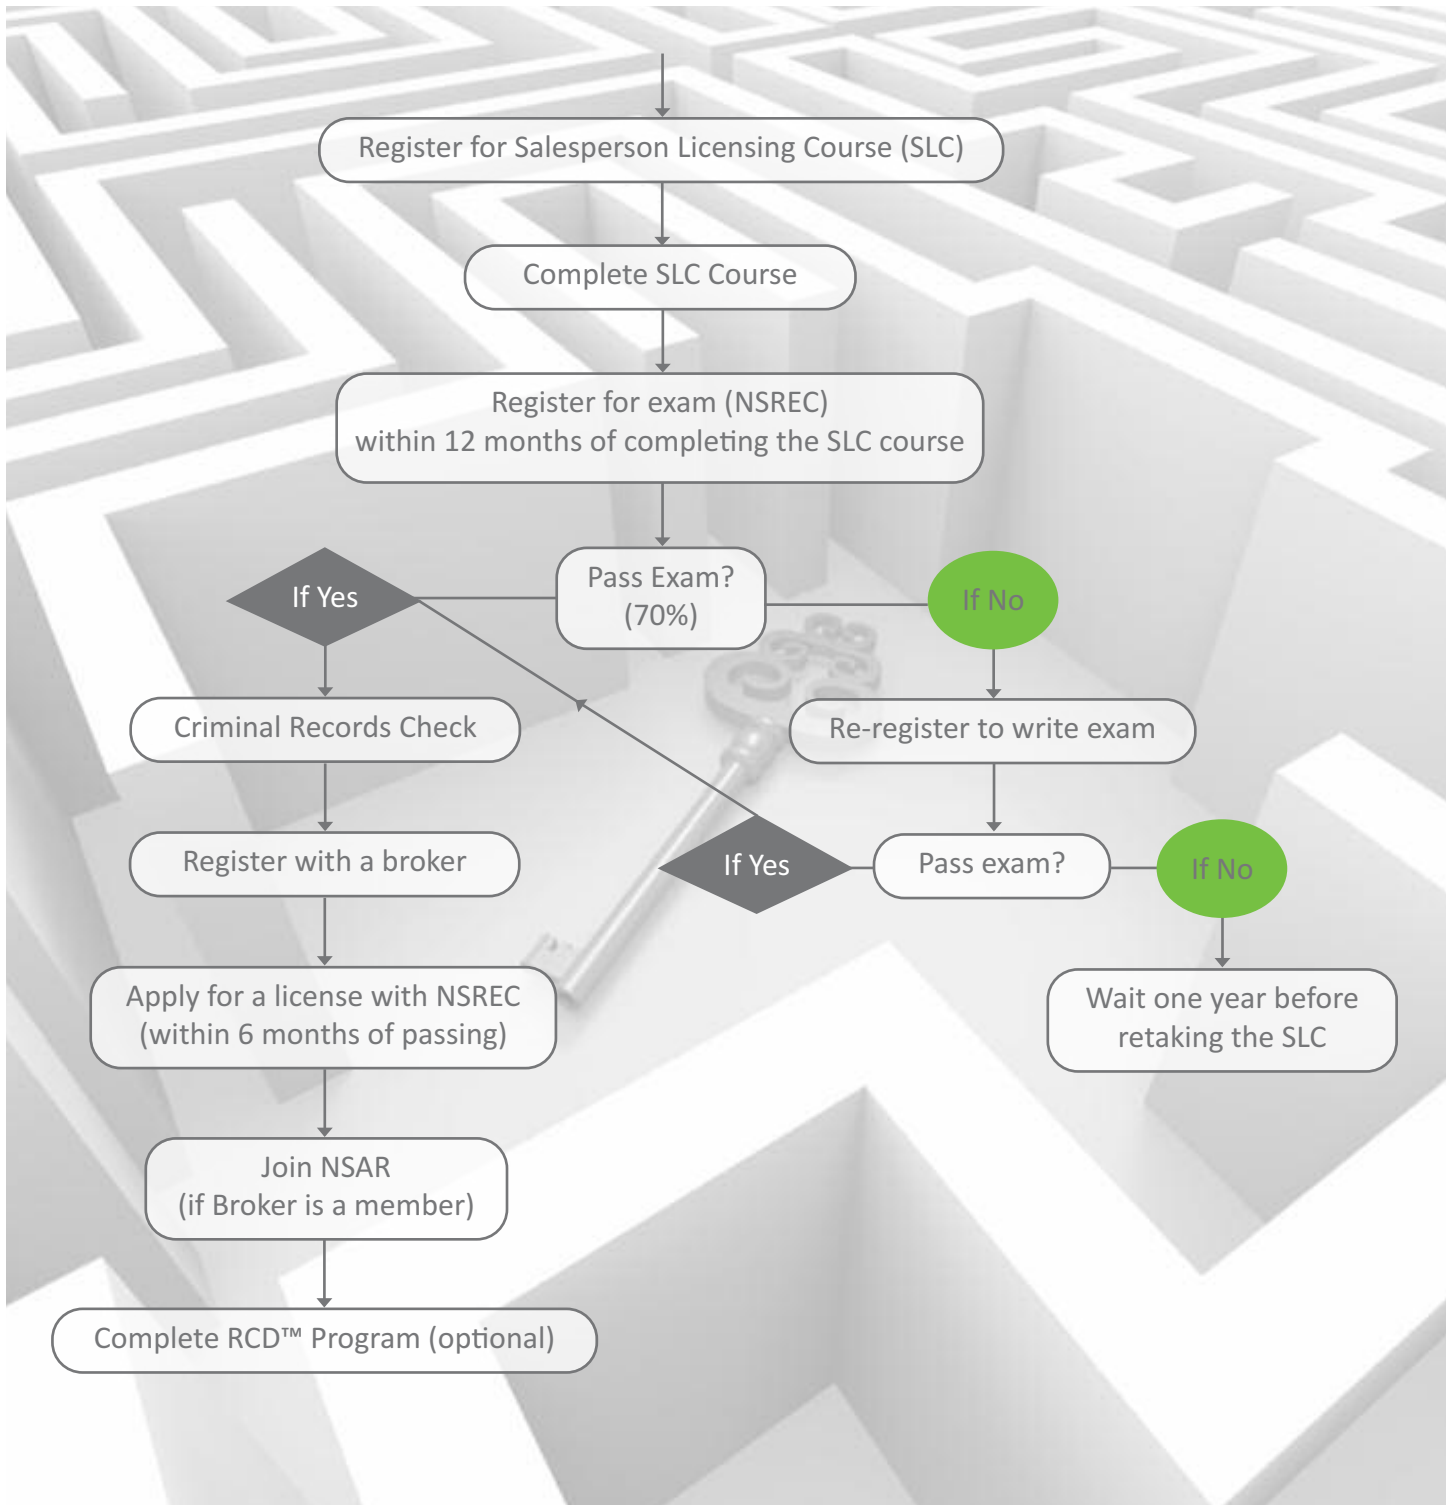 Register for Salesperson Licensing Course (SLC)
Complete SLC Course
Register for exam (NSREC)
within 12 months of completing the SLC course
Pass Exam?
(70%)
If Yes
If No
Criminal Records Check
Re-register to write exam
Register with a broker
If Yes
Pass exam?
If No
Apply for a license with NSREC
(within 6 months of passing)
Wait one year before
retaking the SLC
Join NSAR
(if Broker is a member)
Complete RCD™ Program (optional)